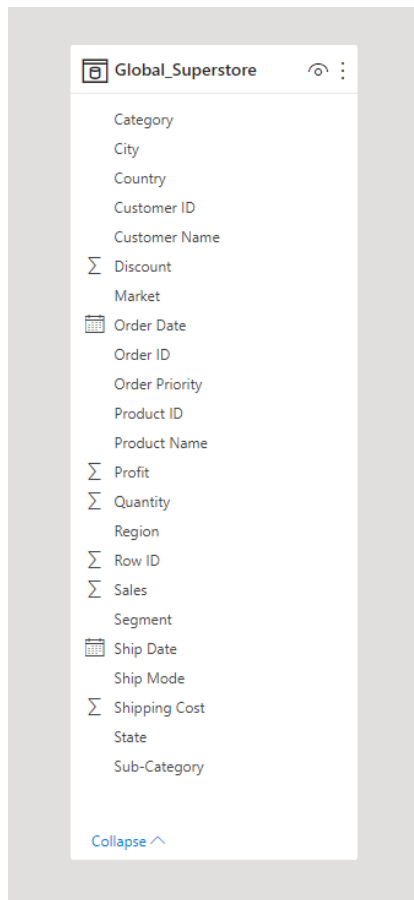 Global_Superstore
Category
City
Country
Customer ID
Customer Name
Discount
Market
Order Date
Order ID
Order Priority
Product ID
Product Name
Profit
Quantity
Region
Row ID
Sales
Segment
Ship Date
Ship Mode
Shipping Cost
State
Sub-Category
Collapse